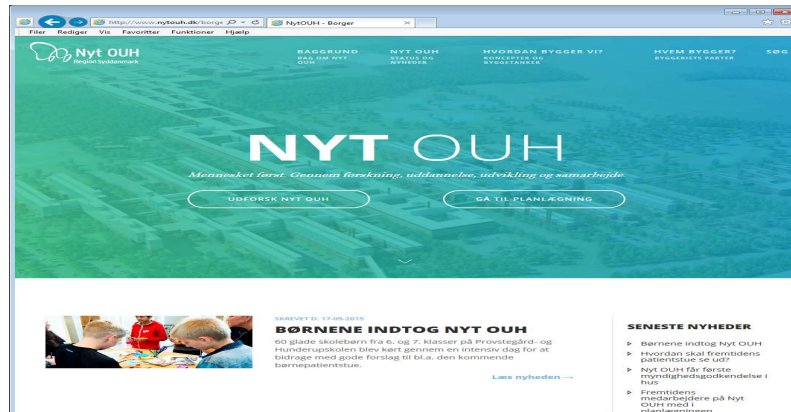 http://www.nytouh.dk/borge
NytOUH - Borger
Filer Rediger Vis Favoritter Funktioner Hjælp
Nyt OUH
Region Syddanmark
BAGGRUND
BAG OM NYT
OUH
NYT OUH
STATUS OG
NYHEDER
HVORDAN BYGGER VI?
KONCEPTER OG
BYGGETANKER
HVEM BYGGER?
BYGGERIETS PARTER
SØG
NYT OUH
Mennesket først. Gennem forskning, uddannelse, udvikling og samarbejde
UDFORSK NYT OUH
GÅ TIL PLANLÆGNING
SKREVET D. 17-09-2015
BØRNENE INDTOG NYT OUH
60 glade skolebørn fra 6. og 7. klasser på Provstegård- og
Hunderupskolen blev kørt gennem en intensiv dag for at
bidrage med gode forslag til bl.a. den kommende
børnepatientstue.
Læs nyheden →
SENESTE NYHEDER
Børnene indtog Nyt OUH
Hvordan skal fremtidens
patientstue se ud?
Nyt OUH får første
myndighedsgodkendelse i
hus
Fremtidens
medarbejdere på Nyt
OUH med i
planlægningen